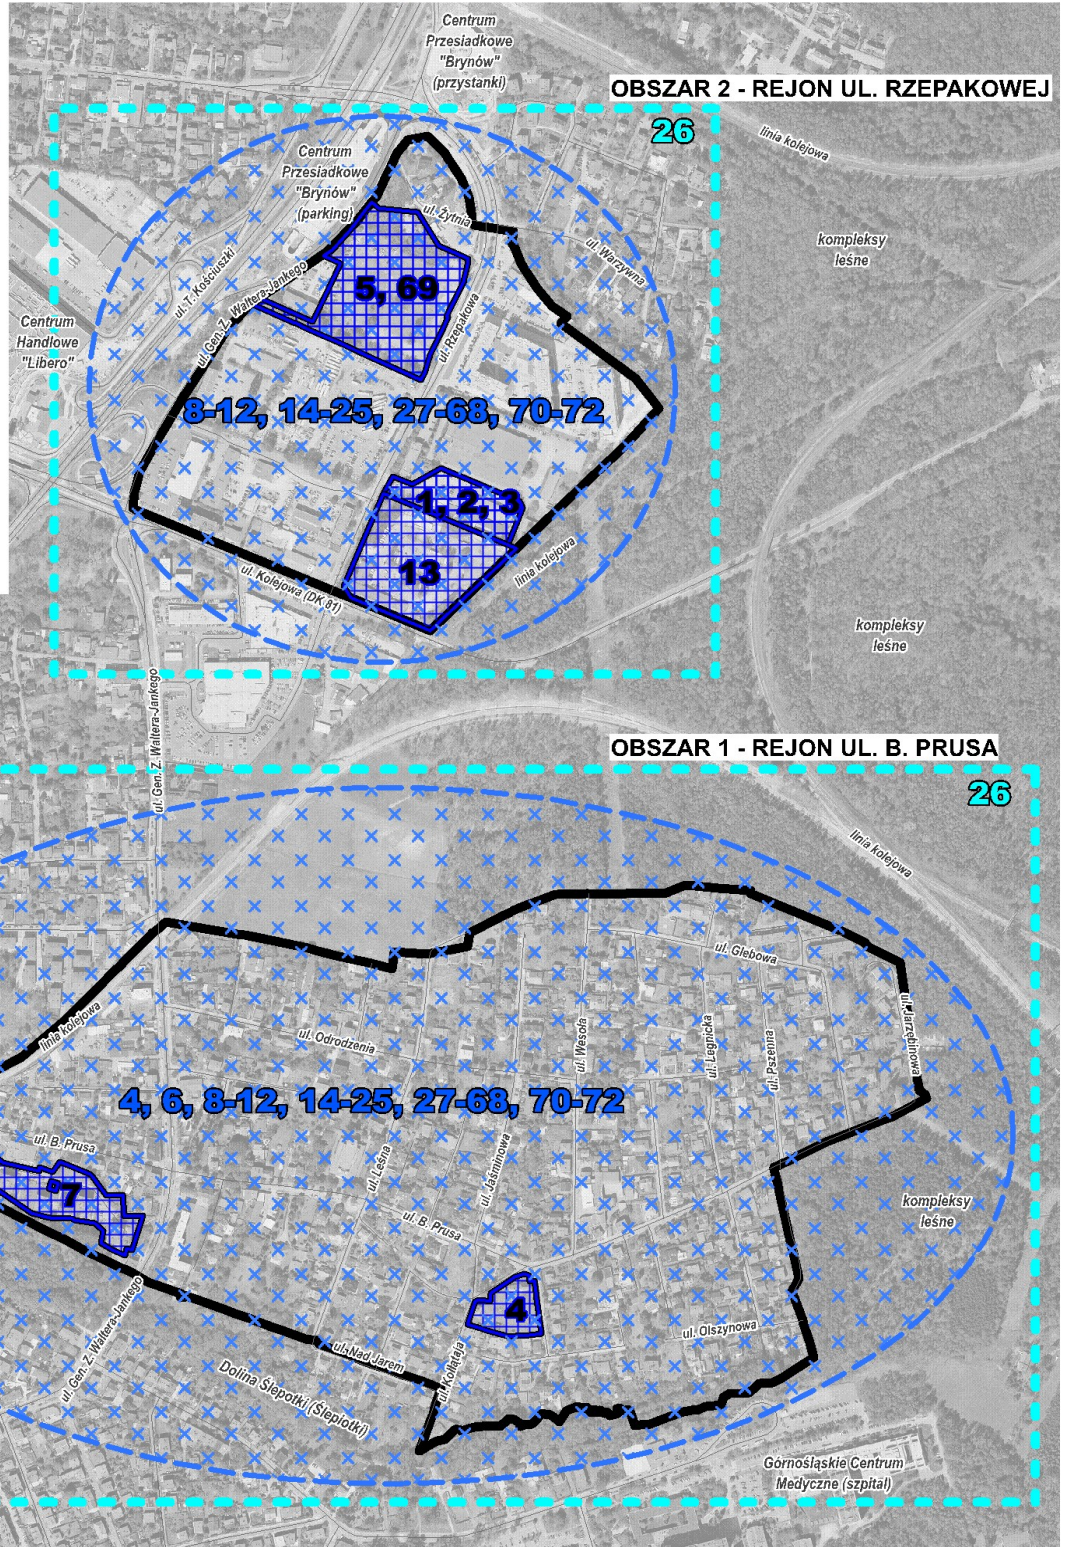 Centrum
Przesiadkowe
"Brynów"
(przystanki)
OBSZAR 2 - REJON UL. RZEPAKOWEJ
26
linia kolejowa
Centrum
Przesiadkowe
"Brynów"
(parking)
ul. Żytnia
ul. Warzywna
kompleksy
leśne
ul. T. Kościuszki
ul. Gen. Z. Waltera-Jankego
5, 69
ul. Rzepakowa
Centrum
Handlowe
"Libero"
8-12, 14-25, 27-68, 70-72
1, 2, 3
13
linia kolejowa
ul. Kolejowa (DK 81)
kompleksy
leśne
ul. Gen. Z. Waltera-Jankego
OBSZAR 1 - REJON UL. B. PRUSA
26
linia kolejowa
ul. Glebowa
ul. Jarzębinowa
linia kolejowa
ul. Odrodzenia
ul. Wesoła
ul. Legnicka
ul. Pszenna
4, 6, 8-12, 14-25, 27-68, 70-72
ul. B. Prusa
7
ul. Leśna
ul. Jaśminowa
kompleksy
leśne
ul. B. Prusa
4
ul. Olszynowa
ul. Gen. Z. Waltera-Jankego
ul. Nad Jarem
ul. Kołłątaja
Dolina Ślepotki (Ślepiotki)
Górnośląskie Centrum
Medyczne (szpital)